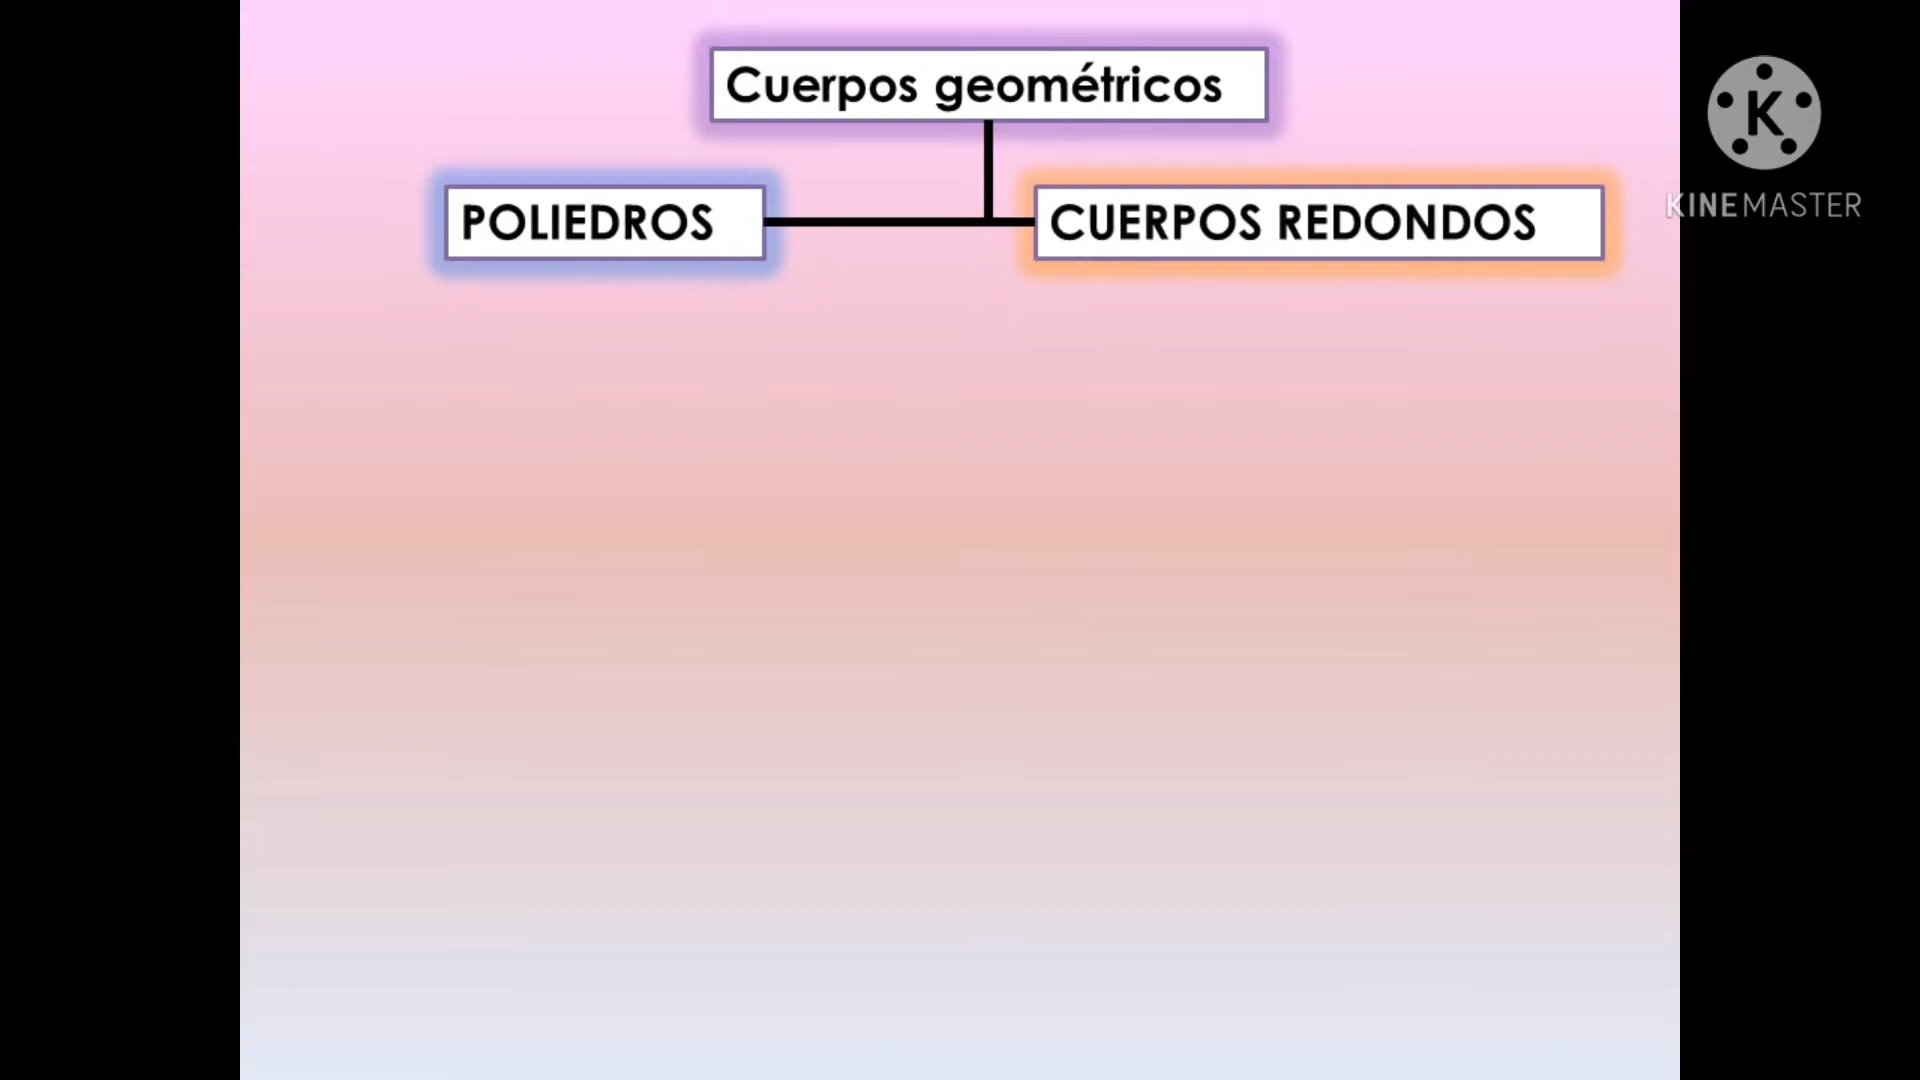 Cuerpos geométricos
POLIEDROS
CUERPOS REDONDOS
K
KINEMASTER